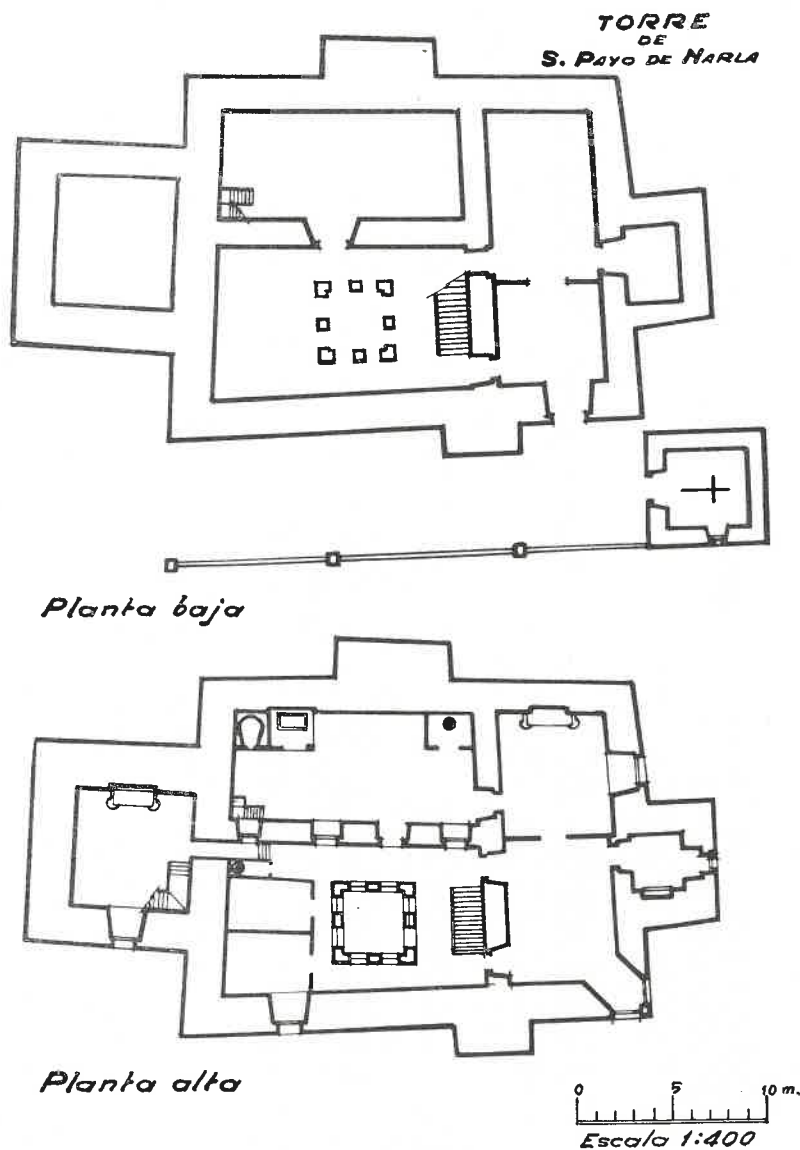 TORRE
DE
S. PAYO DE NARLA
Planta baja
Planta alta
0 5 10 m.
Escala 1:400